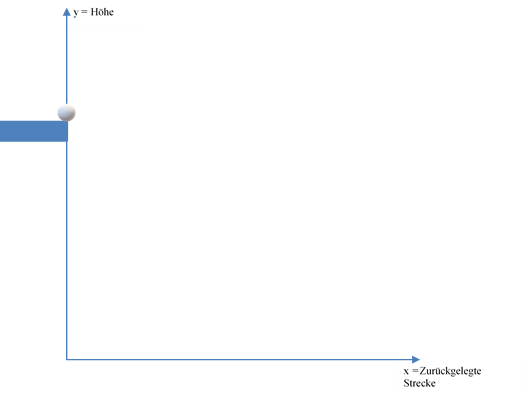 y = Höhe
x =Zurückgelegte
Strecke